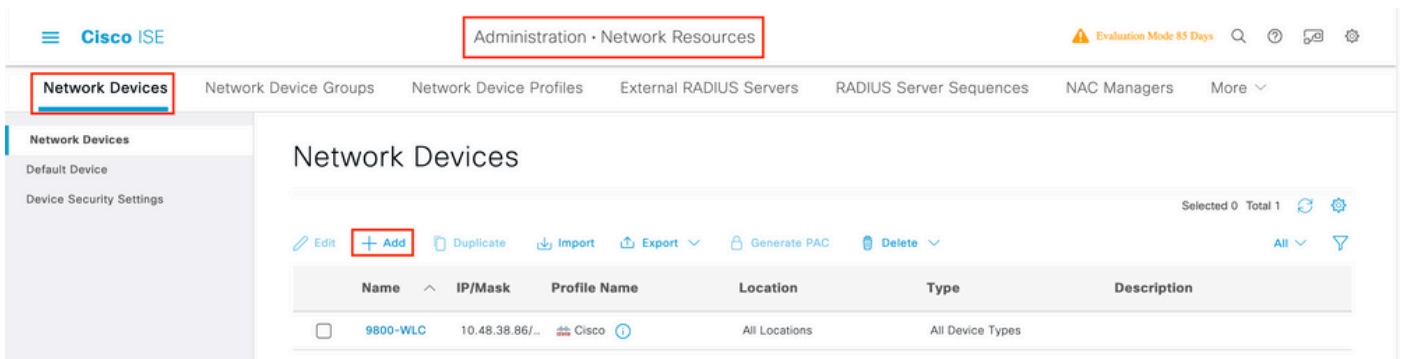 Cisco ISE
Administration · Network Resources
Evaluation Mode 85 Days
Network Devices Network Device Groups Network Device Profiles External RADIUS Servers RADIUS Server Sequences NAC Managers More
Network Devices
Default Device
Device Security Settings
Network Devices
Selected 0 Total 1
Edit Add Duplicate Import Export Generate PAC Delete All
Name IP/Mask Profile Name Location Type Description
9800-WLC 10.48.38.86/... Cisco All Locations All Device Types